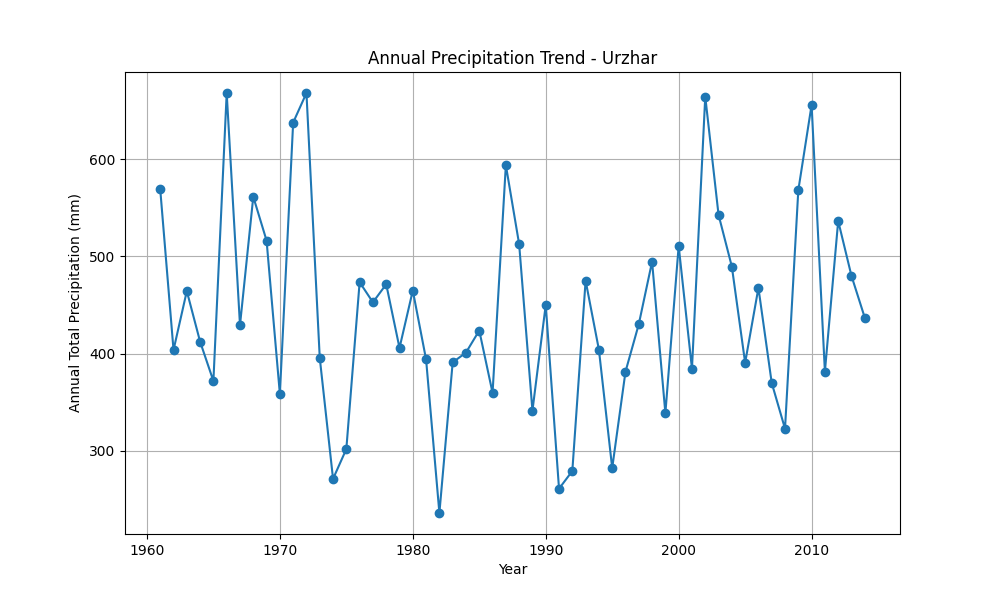 Annual Precipitation Trend - Urzhar
Annual Total Precipitation (mm)
600
500
400
300
1960 1970 1980 1990 2000 2010
Year